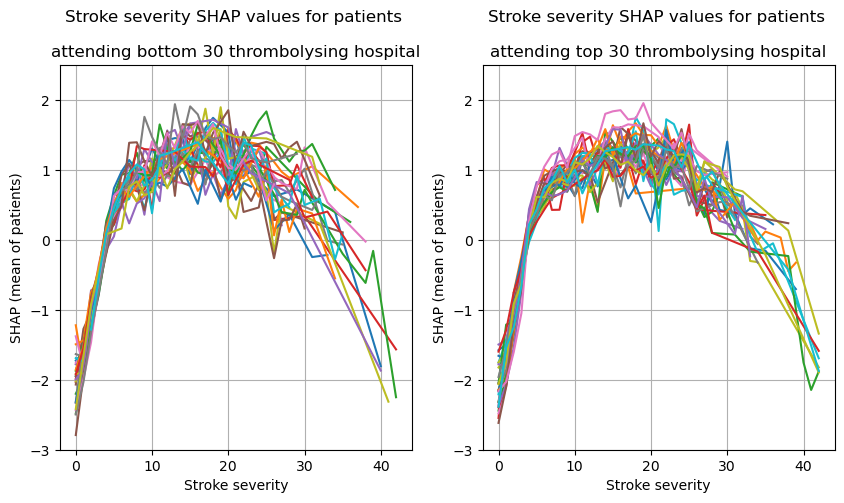 Stroke severity SHAP values for patients
attending bottom 30 thrombolysing hospital
SHAP (mean of patients)
2
1
0
−1
−2
−3
0
10
20
30
40
Stroke severity
Stroke severity SHAP values for patients
attending top 30 thrombolysing hospital
SHAP (mean of patients)
2
1
0
−1
−2
−3
0
10
20
30
40
Stroke severity